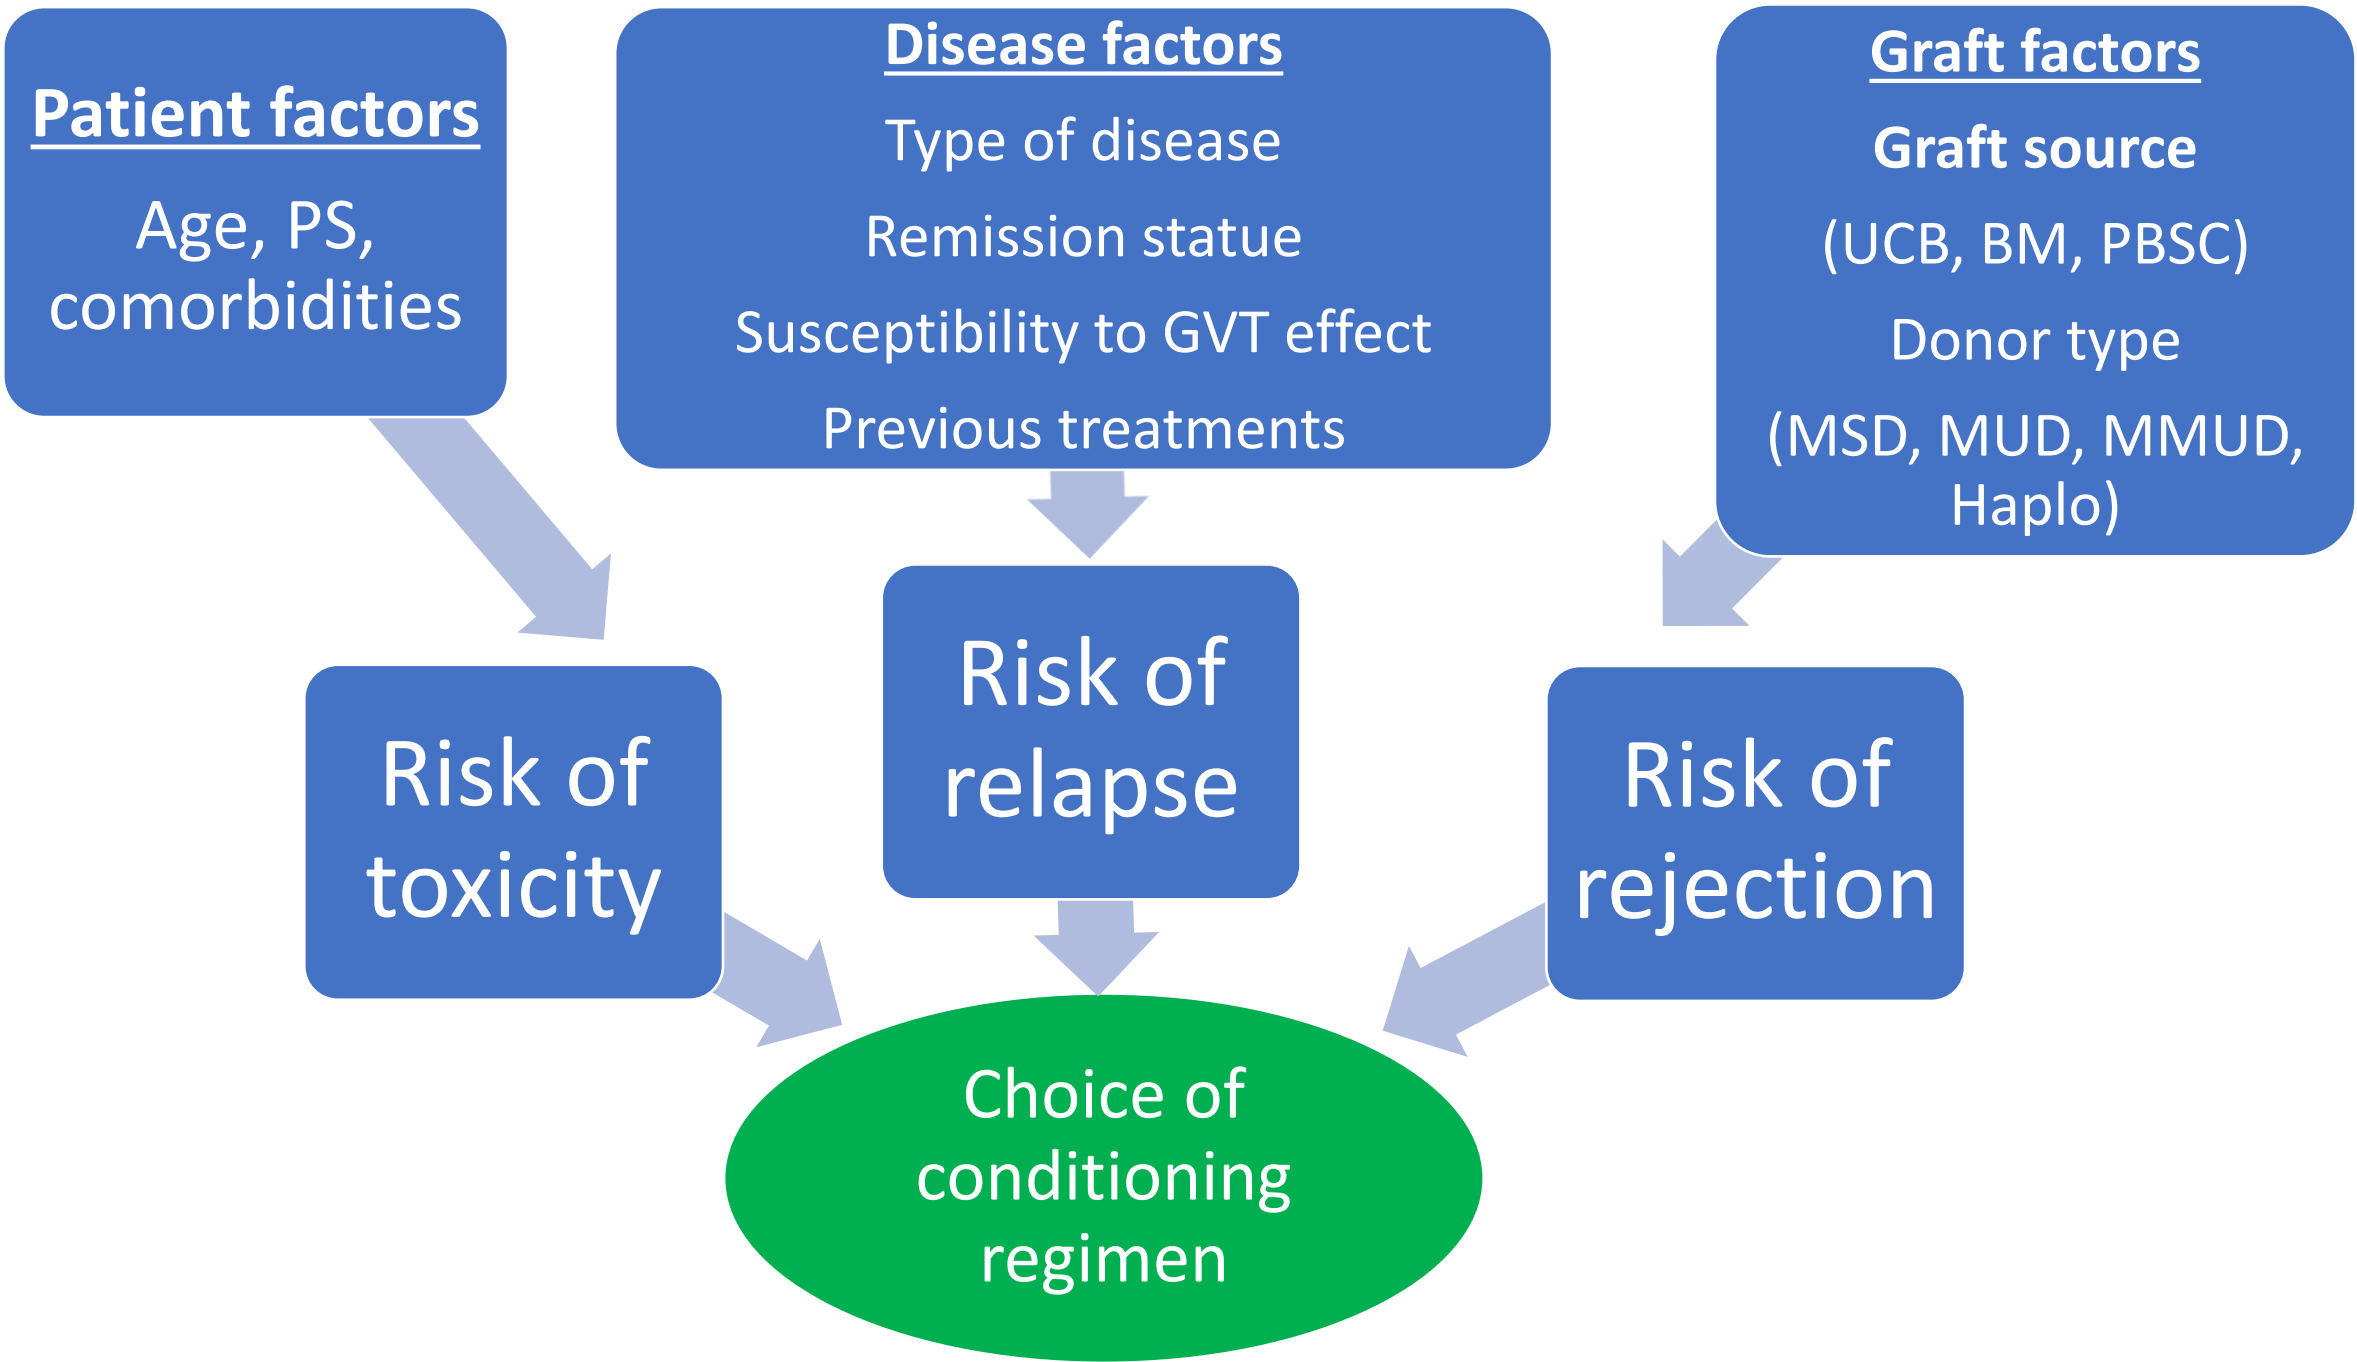 Patient factors
Age, PS,
comorbidities
Disease factors
Type of disease
Remission statue
Susceptibility to GVT effect
Previous treatments
Graft factors
Graft source
(UCB, BM, PBSC)
Donor type
(MSD, MUD, MMUD,
Haplo)
Risk of
toxicity
Risk of
relapse
Risk of
rejection
Choice of
conditioning
regimen